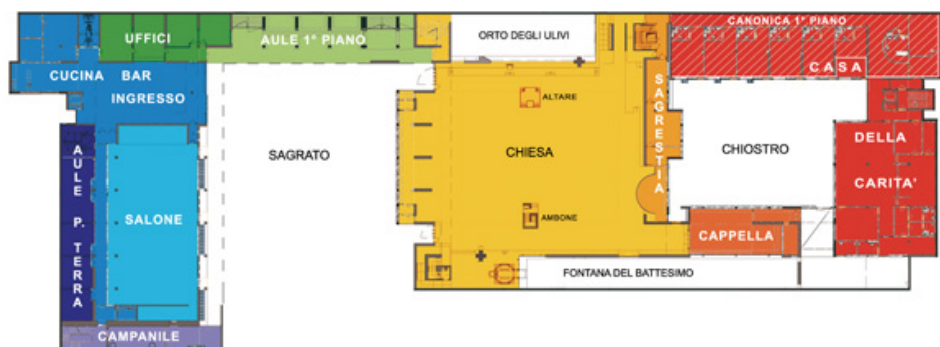 UFFICI
AULE 1° PIANO
ORTO DEGLI ULIVI
CANONICA 1° PIANO
CUCINA BAR
INGRESSO
CASA
ALTARE
SAGRESTIA
SAGRATO
CHIESA
CHIOSTRO
DELLA
CARITA'
AULE P. TERRA
SALONE
AMBONE
CAPPELLA
FONTANA DEL BATTESIMO
CAMPANILE